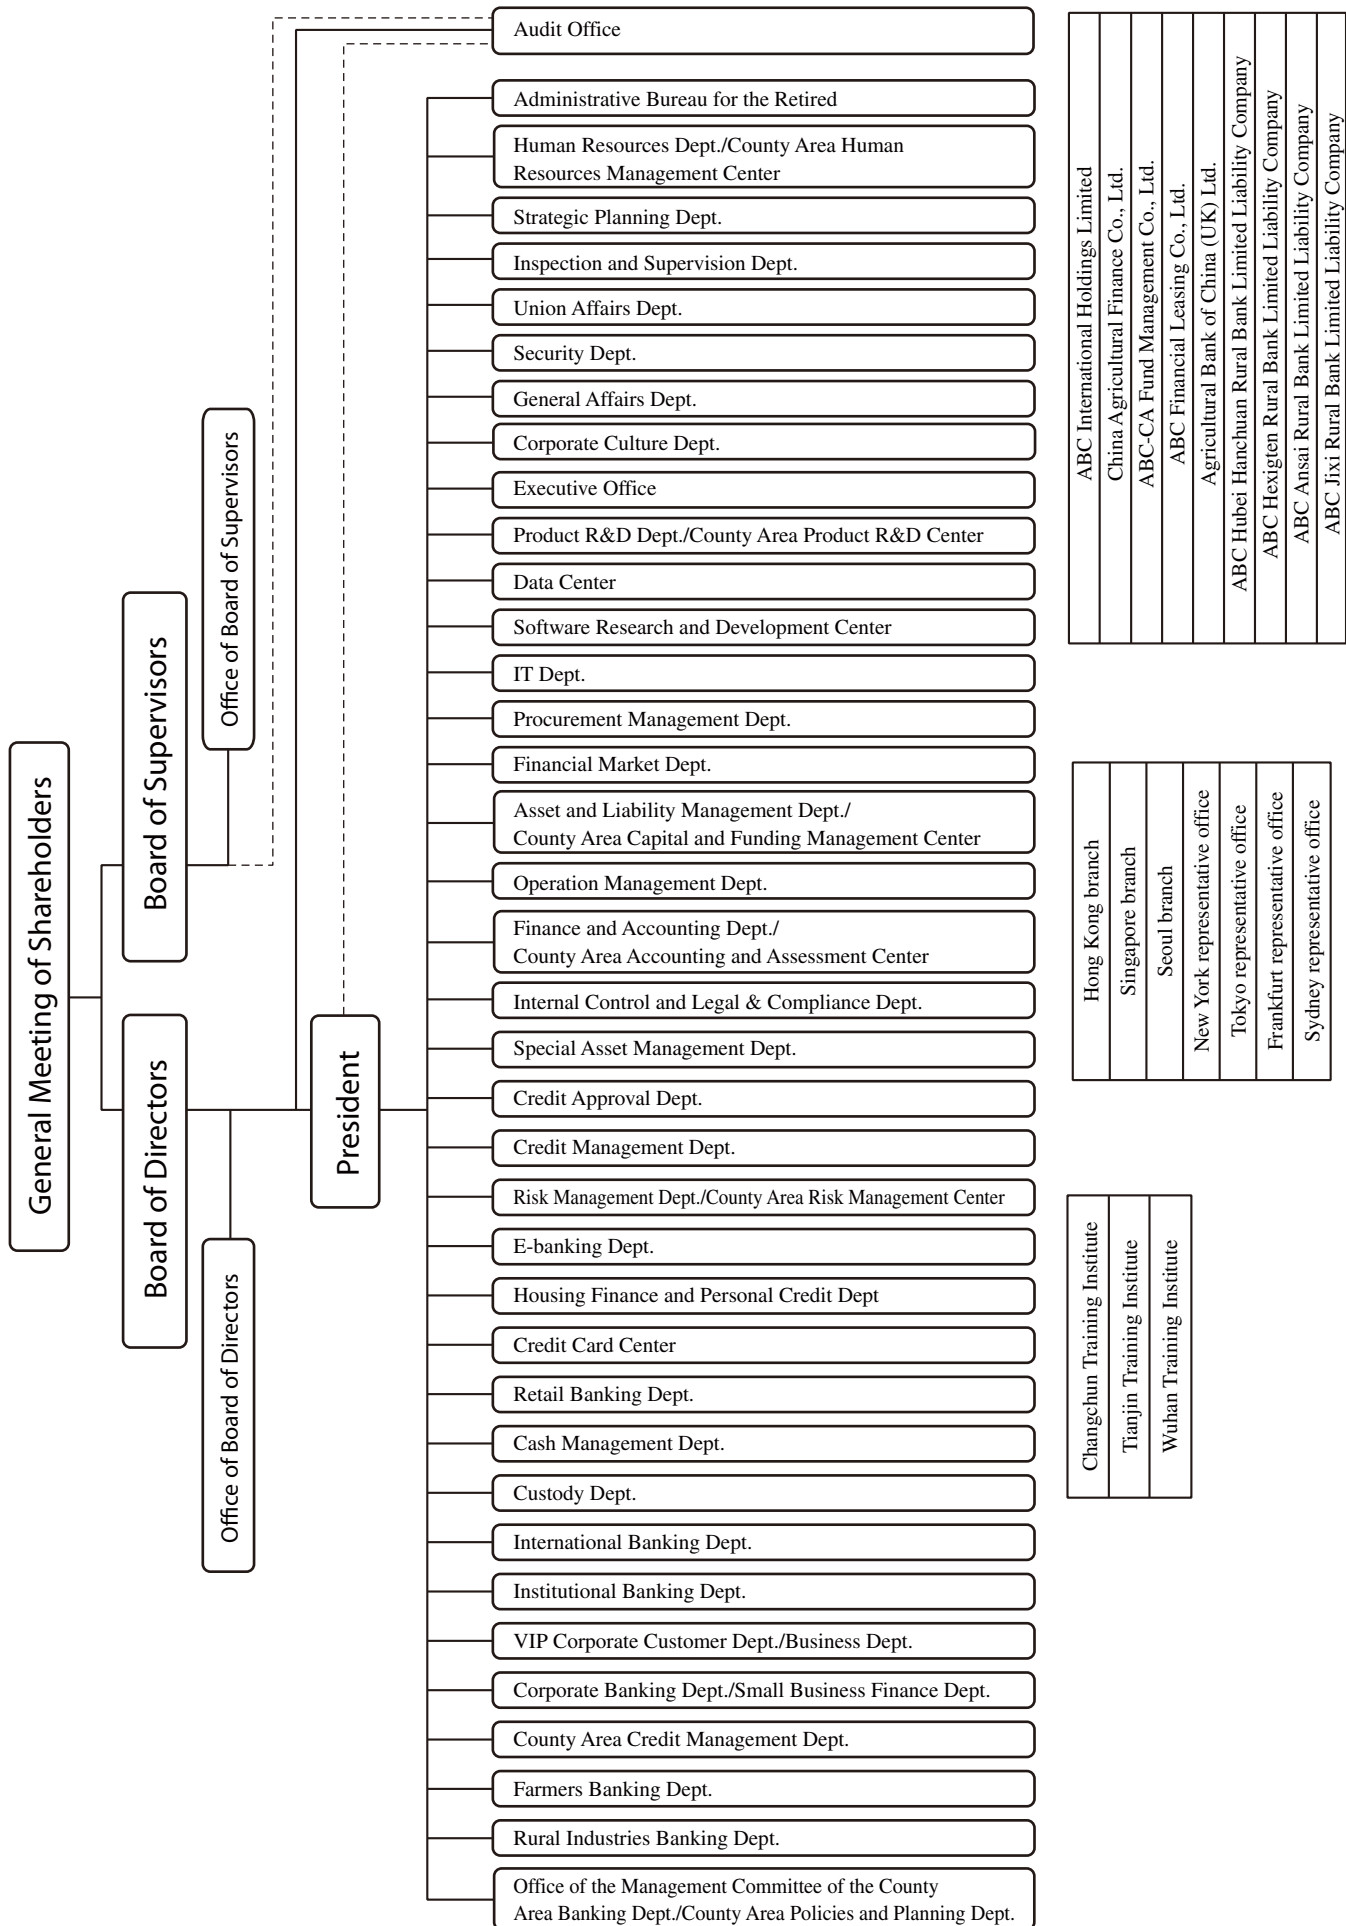 General Meeting of Shareholders
Board of Supervisors
Board of Directors
Office of Board of Supervisors
Office of Board of Directors
President
Audit Office
Administrative Bureau for the Retired
Human Resources Dept./County Area Human
Resources Management Center
Strategic Planning Dept.
Inspection and Supervision Dept.
Union Affairs Dept.
Security Dept.
General Affairs Dept.
Corporate Culture Dept.
Executive Office
Product R&D Dept./County Area Product R&D Center
Data Center
Software Research and Development Center
IT Dept.
Procurement Management Dept.
Financial Market Dept.
Asset and Liability Management Dept./
County Area Capital and Funding Management Center
Operation Management Dept.
Finance and Accounting Dept./
County Area Accounting and Assessment Center
Internal Control and Legal & Compliance Dept.
Special Asset Management Dept.
Credit Approval Dept.
Credit Management Dept.
Risk Management Dept./County Area Risk Management Center
E-banking Dept.
Housing Finance and Personal Credit Dept
Credit Card Center
Retail Banking Dept.
Cash Management Dept.
Custody Dept.
International Banking Dept.
Institutional Banking Dept.
VIP Corporate Customer Dept./Business Dept.
Corporate Banking Dept./Small Business Finance Dept.
County Area Credit Management Dept.
Farmers Banking Dept.
Rural Industries Banking Dept.
Office of the Management Committee of the County
Area Banking Dept./County Area Policies and Planning Dept.
ABC International Holdings Limited
China Agricultural Finance Co., Ltd.
ABC-CA Fund Management Co., Ltd.
ABC Financial Leasing Co., Ltd.
Agricultural Bank of China (UK) Ltd.
ABC Hubei Hanchuan Rural Bank Limited Liability Company
ABC Hexigten Rural Bank Limited Liability Company
ABC Ansai Rural Bank Limited Liability Company
ABC Jixi Rural Bank Limited Liability Company
Hong Kong branch
Singapore branch
Seoul branch
New York representative office
Tokyo representative office
Frankfurt representative office
Sydney representative office
Changchun Training Institute
Tianjin Training Institute
Wuhan Training Institute